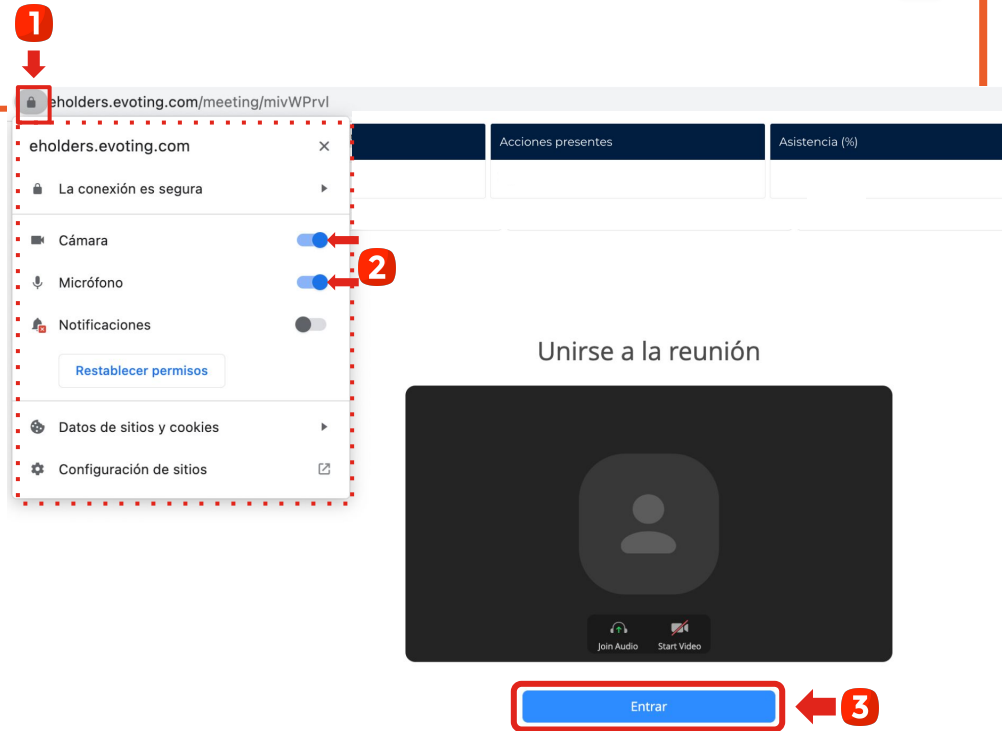 1
eholders.evoting.com/meeting/mivWPrvl
eholders.evoting.com
La conexión es segura
Cámara
Micrófono
2
Notificaciones
Restablecer permisos
Datos de sitios y cookies
Configuración de sitios
Acciones presentes
Asistencia (%)
Unirse a la reunión
Join Audio
Start Video
Entrar
3